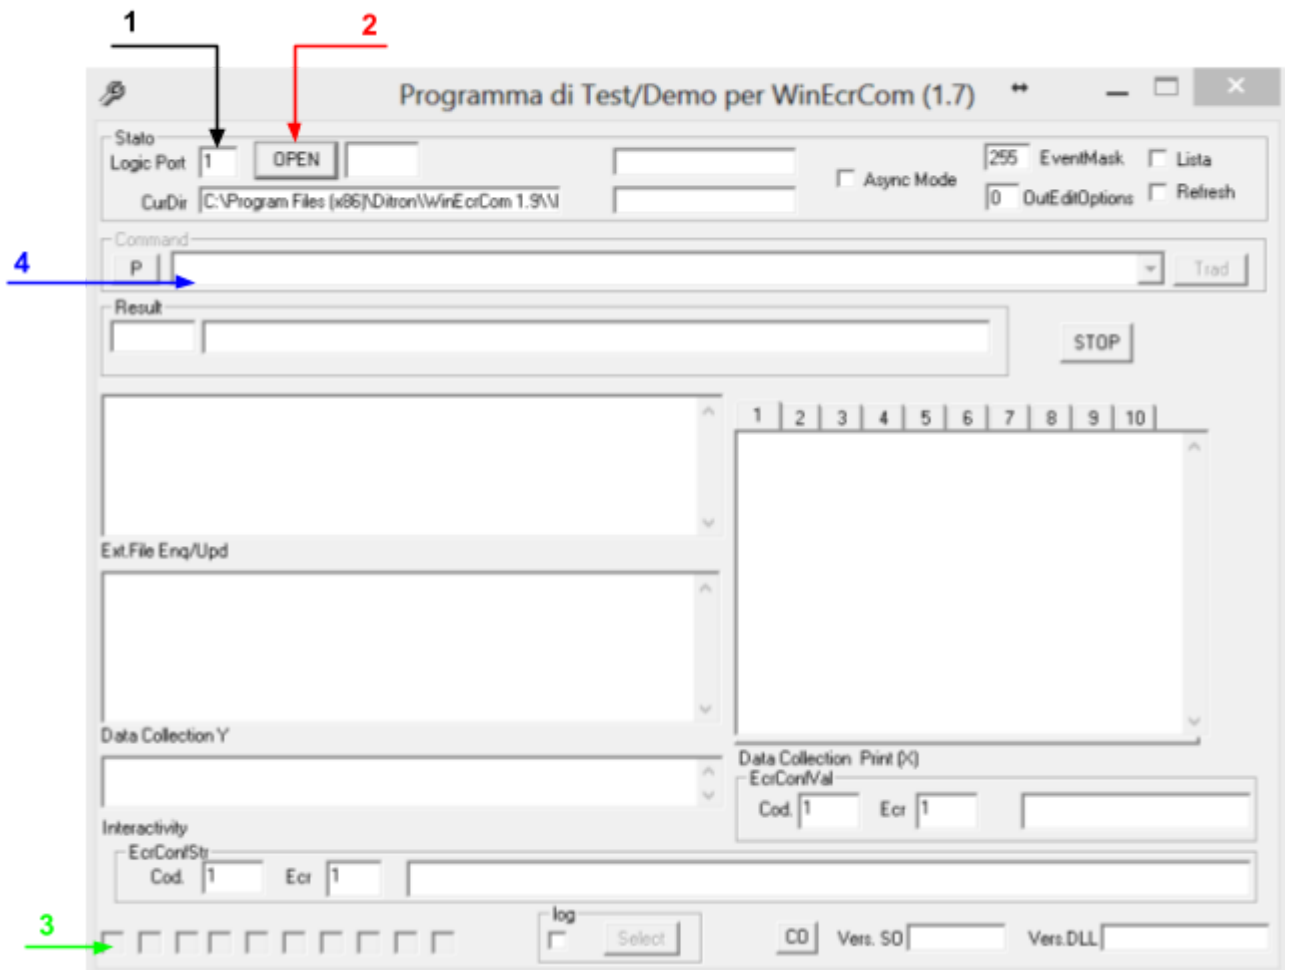 1 2
Programma di Test/Demo per WinEcrCom (1.7)
Stato
Logic Port 1 OPEN 255 EventMask Lista
Async Mode
CurDir C:\Program Files (x86)\Ditron\WinEcrCom 1.9\\I 0 OutEditOptions Refresh
Command
4 P Trad
Result
STOP
1 2 3 4 5 6 7 8 9 10
Ext.File Enq/Upd
Data Collection Y
Data Collection Print (X)
EcrConfVal
Cod. 1 Ecr 1
Interactivity
EcrConfStr
Cod. 1 Ecr 1
3 log
Select CO Vers. SO Vers.DLL